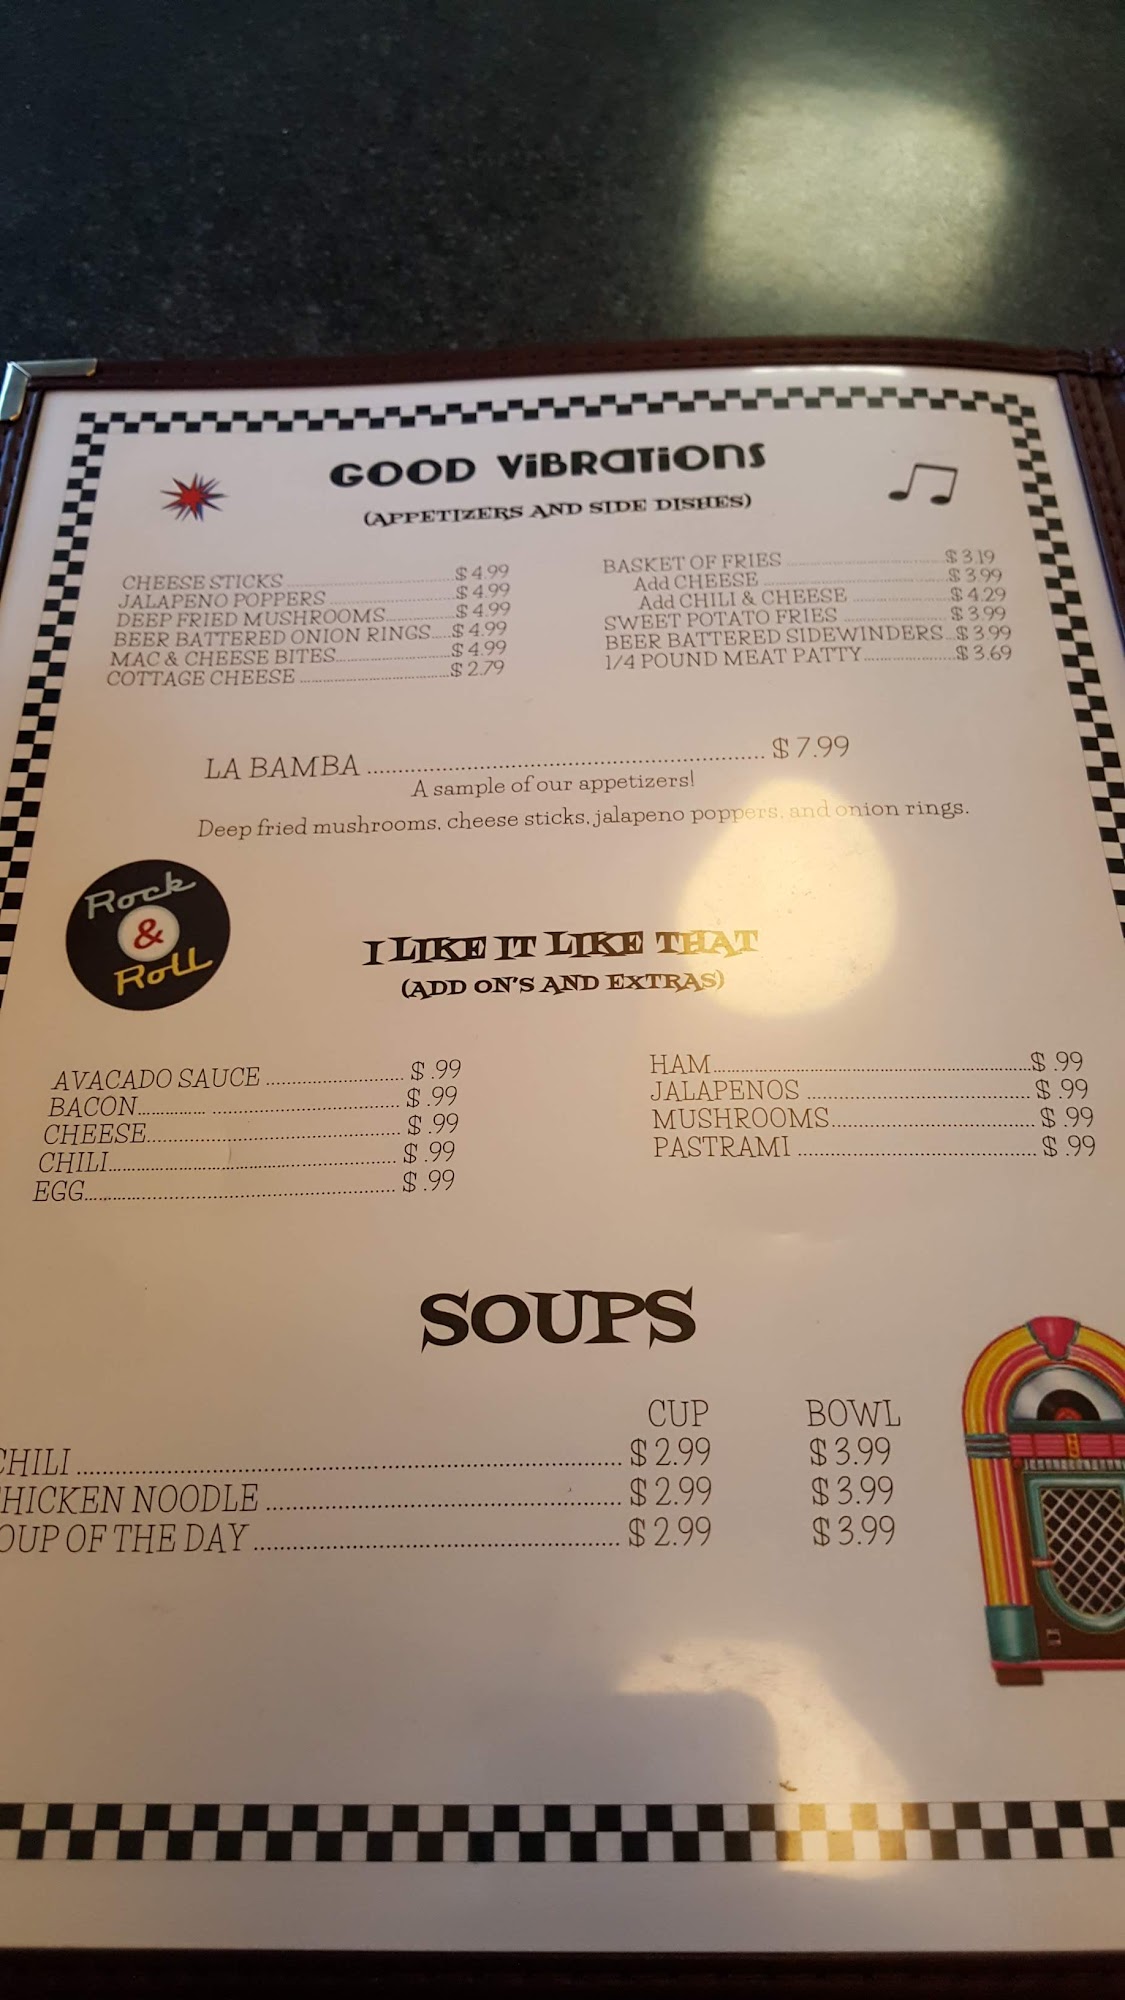 GOOD ViBRaTiOnS
(APPETIZERS AND SIDE DISHES)
CHEESE STICKS $ 4.99
JALAPENO POPPERS $ 4.99
DEEP FRIED MUSHROOMS $ 4.99
BEER BATTERED ONION RINGS $ 4.99
MAC & CHEESE BITES $ 4.99
COTTAGE CHEESE $ 2.79
BASKET OF FRIES $ 3.19
Add CHEESE $ 3.99
Add CHILI & CHEESE $ 4.29
SWEET POTATO FRIES $ 3.99
BEER BATTERED SIDEWINDERS $ 3.99
1/4 POUND MEAT PATTY $ 3.69
LA BAMBA $ 7.99
A sample of our appetizers!
Deep fried mushrooms, cheese sticks, jalapeno poppers, and onion rings.
Rock
&
Roll
I LIKE IT LIKE THAT
(ADD ON'S AND EXTRAS)
AVACADO SAUCE $ .99
BACON $ .99
CHEESE $ .99
CHILI $ .99
EGG $ .99
HAM $ .99
JALAPENOS $ .99
MUSHROOMS $ .99
PASTRAMI $ .99
SOUPS
CUP BOWL
CHILI $ 2.99 $ 3.99
HICKEN NOODLE $ 2.99 $ 3.99
OUP OF THE DAY $ 2.99 $ 3.99